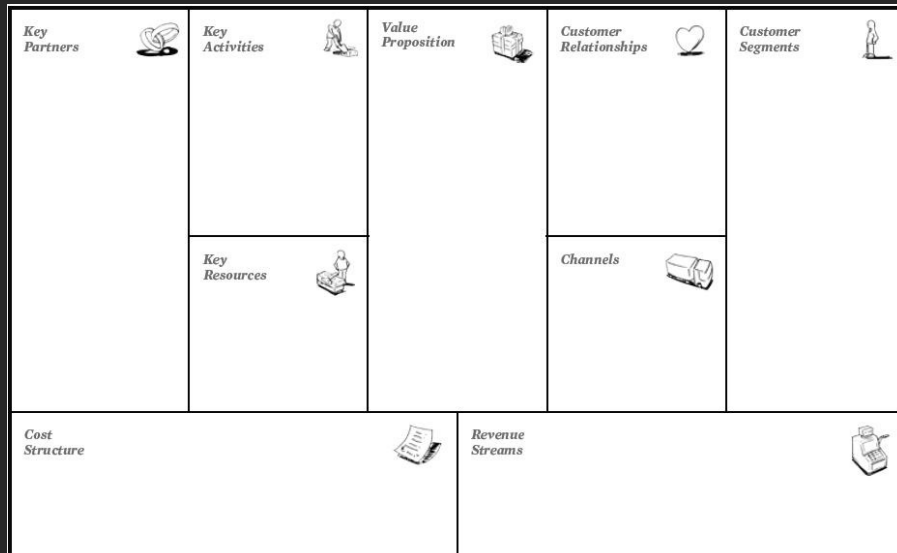 Key
Partners
Key
Activities
Value
Proposition
Customer
Relationships
Customer
Segments
Key
Resources
Channels
Cost
Structure
Revenue
Streams